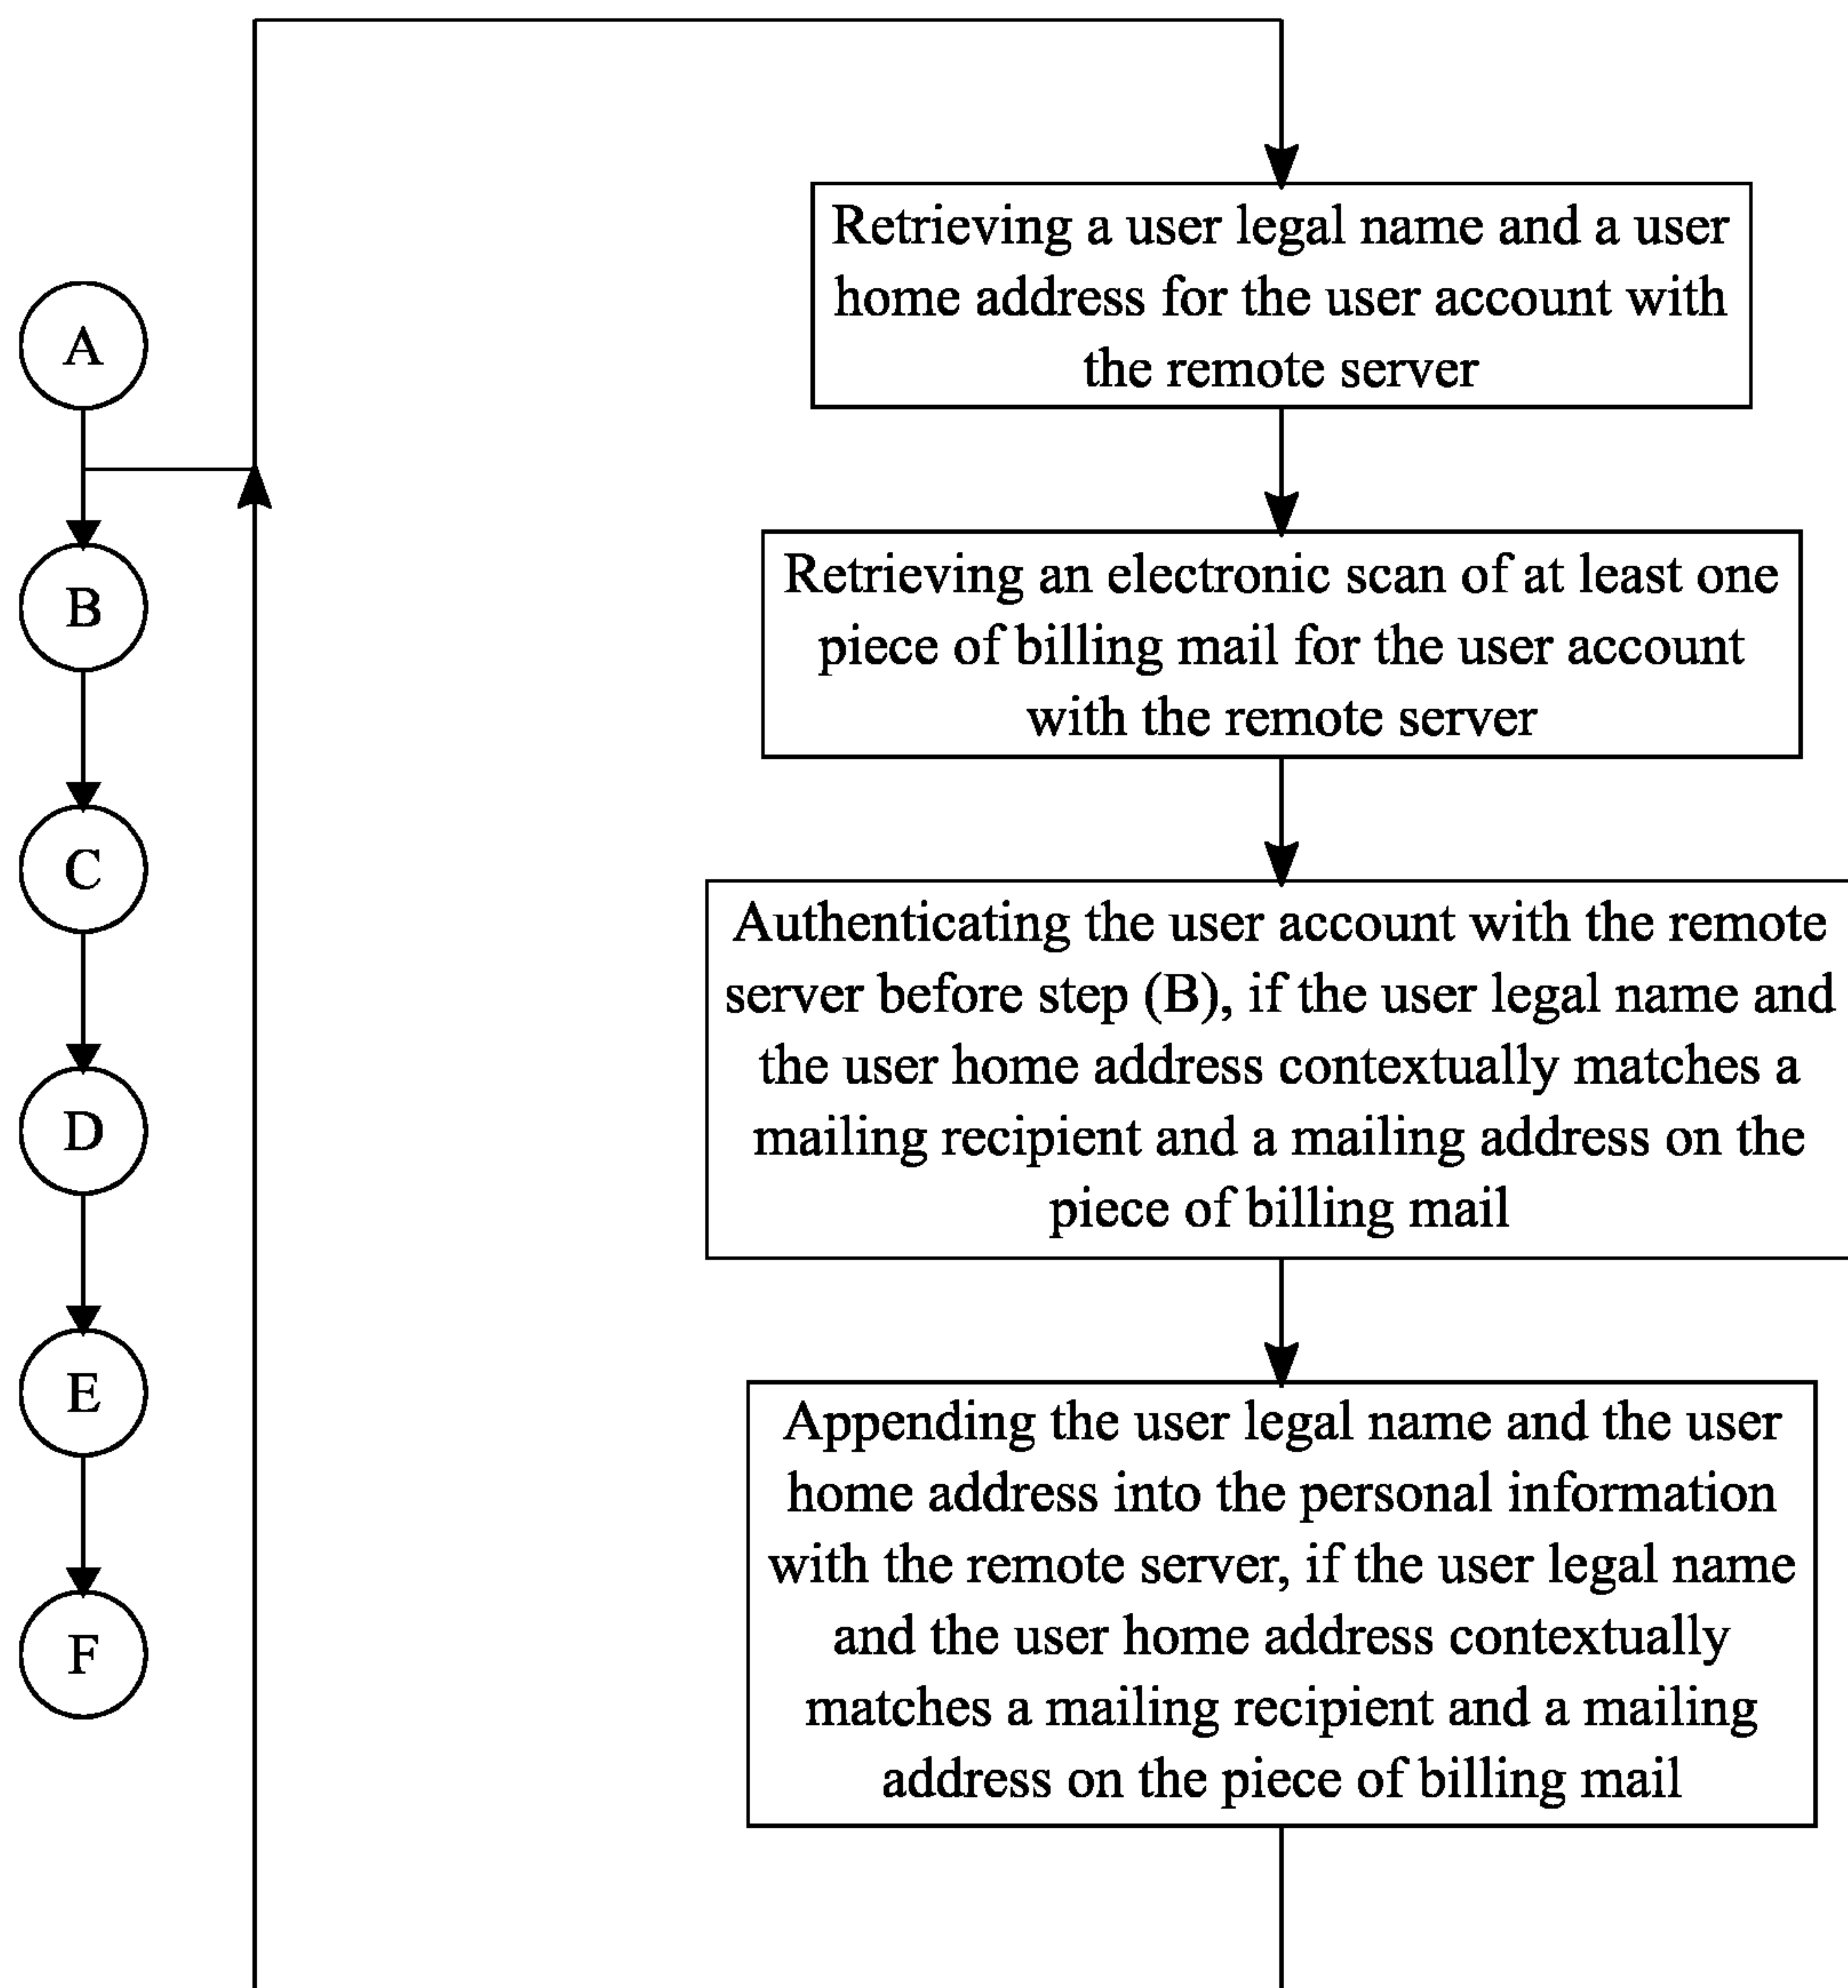 A
B
C
D
E
F
Retrieving a user legal name and a user
home address for the user account with
the remote server
Retrieving an electronic scan of at least one
piece of billing mail for the user account
with the remote server
Authenticating the user account with the remote
server before step (B), if the user legal name and
the user home address contextually matches a
mailing recipient and a mailing address on the
piece of billing mail
Appending the user legal name and the user
home address into the personal information
with the remote server, if the user legal name
and the user home address contextually
matches a mailing recipient and a mailing
address on the piece of billing mail